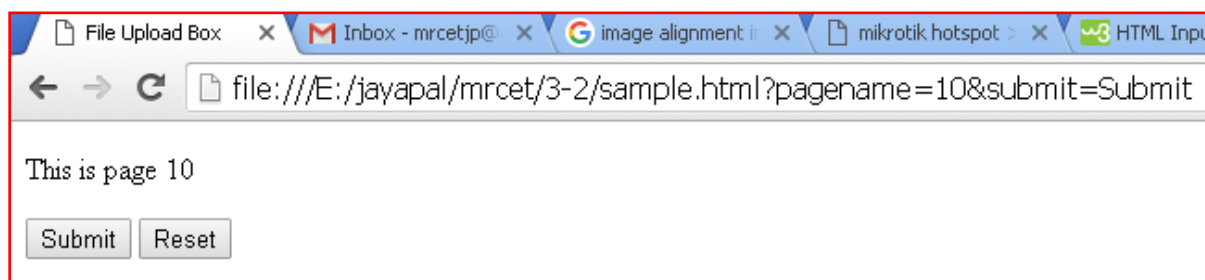 File Upload Box
Inbox - mrcetjp@
image alignment i
mikrotik hotspot >
HTML Inpu
file:///E:/jayapal/mrcet/3-2/sample.html?pagename=10&submit=Submit
This is page 10
Submit Reset